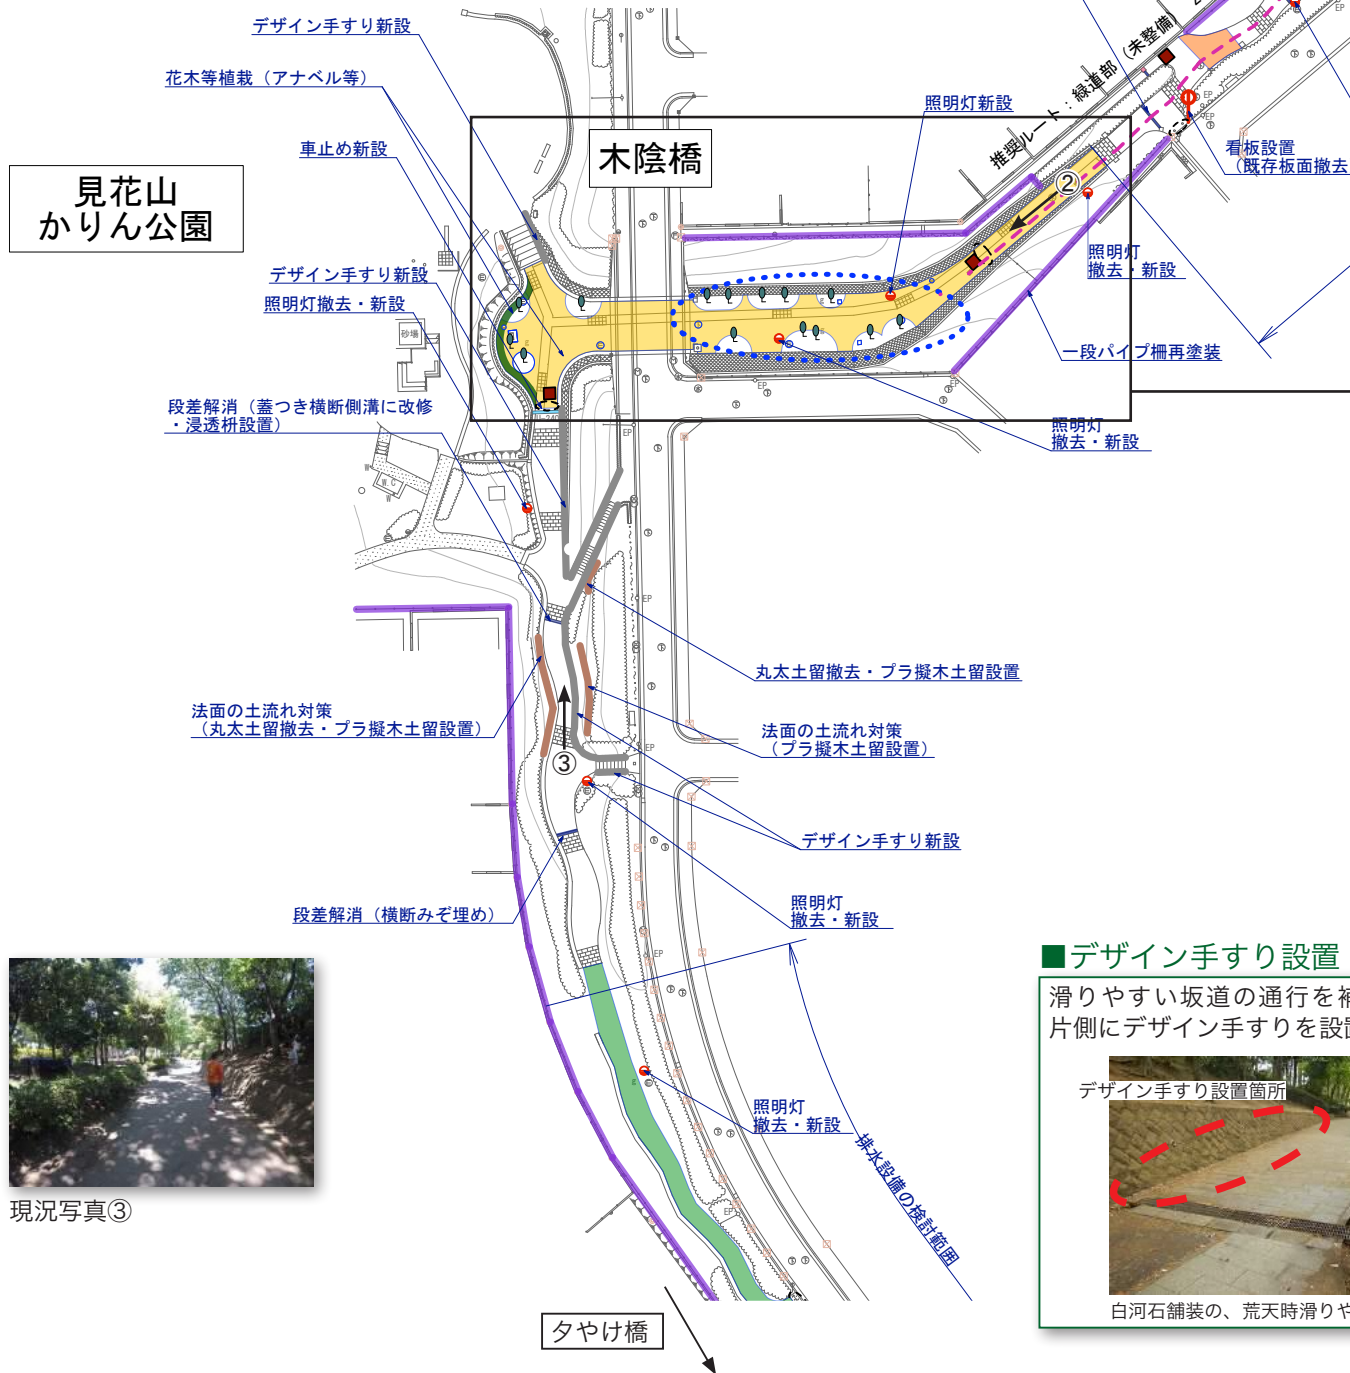 デザイン手すり新設
花木等植栽（アナベル等）
車止め新設
木陰橋
照明灯新設
推奨ルート：緑道部（未整備）
看板設置
（既存板面撤去
見花山
かりん公園
②
照明灯
撤去・新設
デザイン手すり新設
照明灯撤去・新設
砂場
一段パイプ柵再塗装
段差解消（蓋つき横断側溝に改修
・浸透枡設置）
U-240
照明灯
撤去・新設
W.C
丸太土留撤去・プラ擬木土留設置
法面の土流れ対策
（丸太土留撤去・プラ擬木土留設置）
法面の土流れ対策
（プラ擬木土留設置）
③
デザイン手すり新設
段差解消（横断みぞ埋め）
照明灯
撤去・新設
照明灯
撤去・新設
排水設備の検討範囲
現況写真③
夕やけ橋
■デザイン手すり設置
滑りやすい坂道の通行を補
片側にデザイン手すりを設置
デザイン手すり設置箇所
白河石舗装の、荒天時滑りや